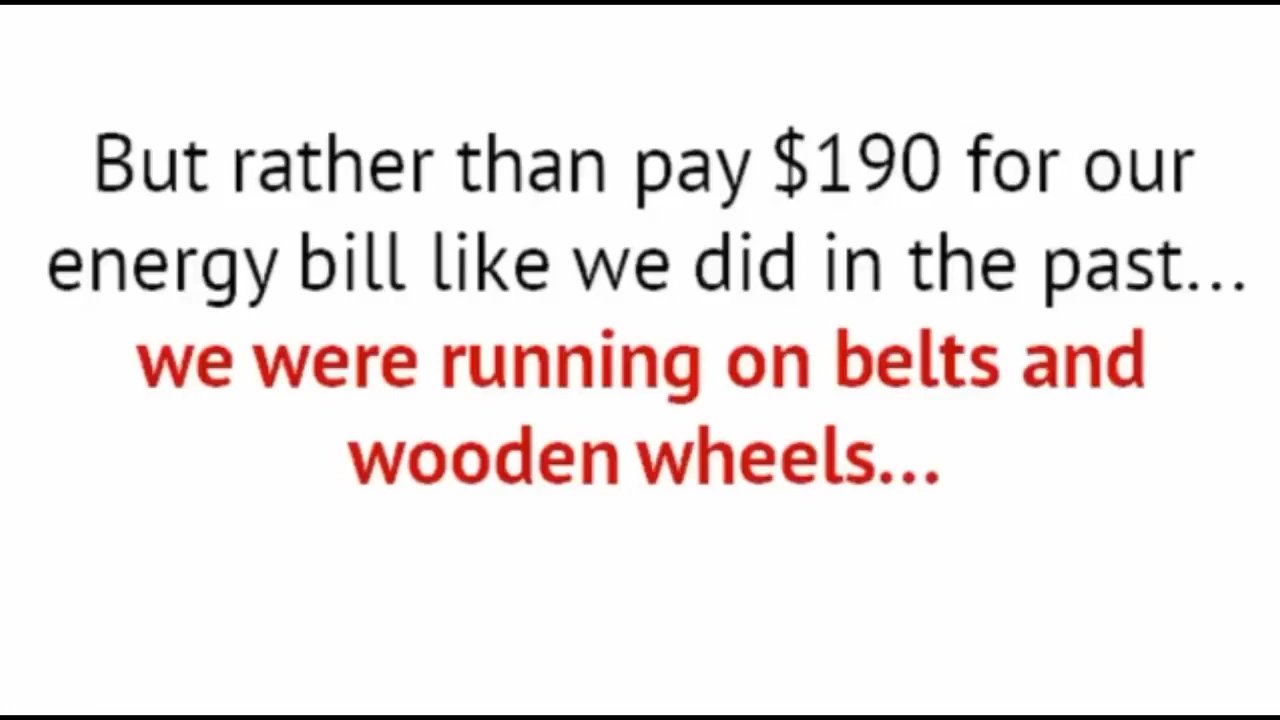 But rather than pay $190 for our
energy bill like we did in the past...
we were running on belts and
wooden wheels...